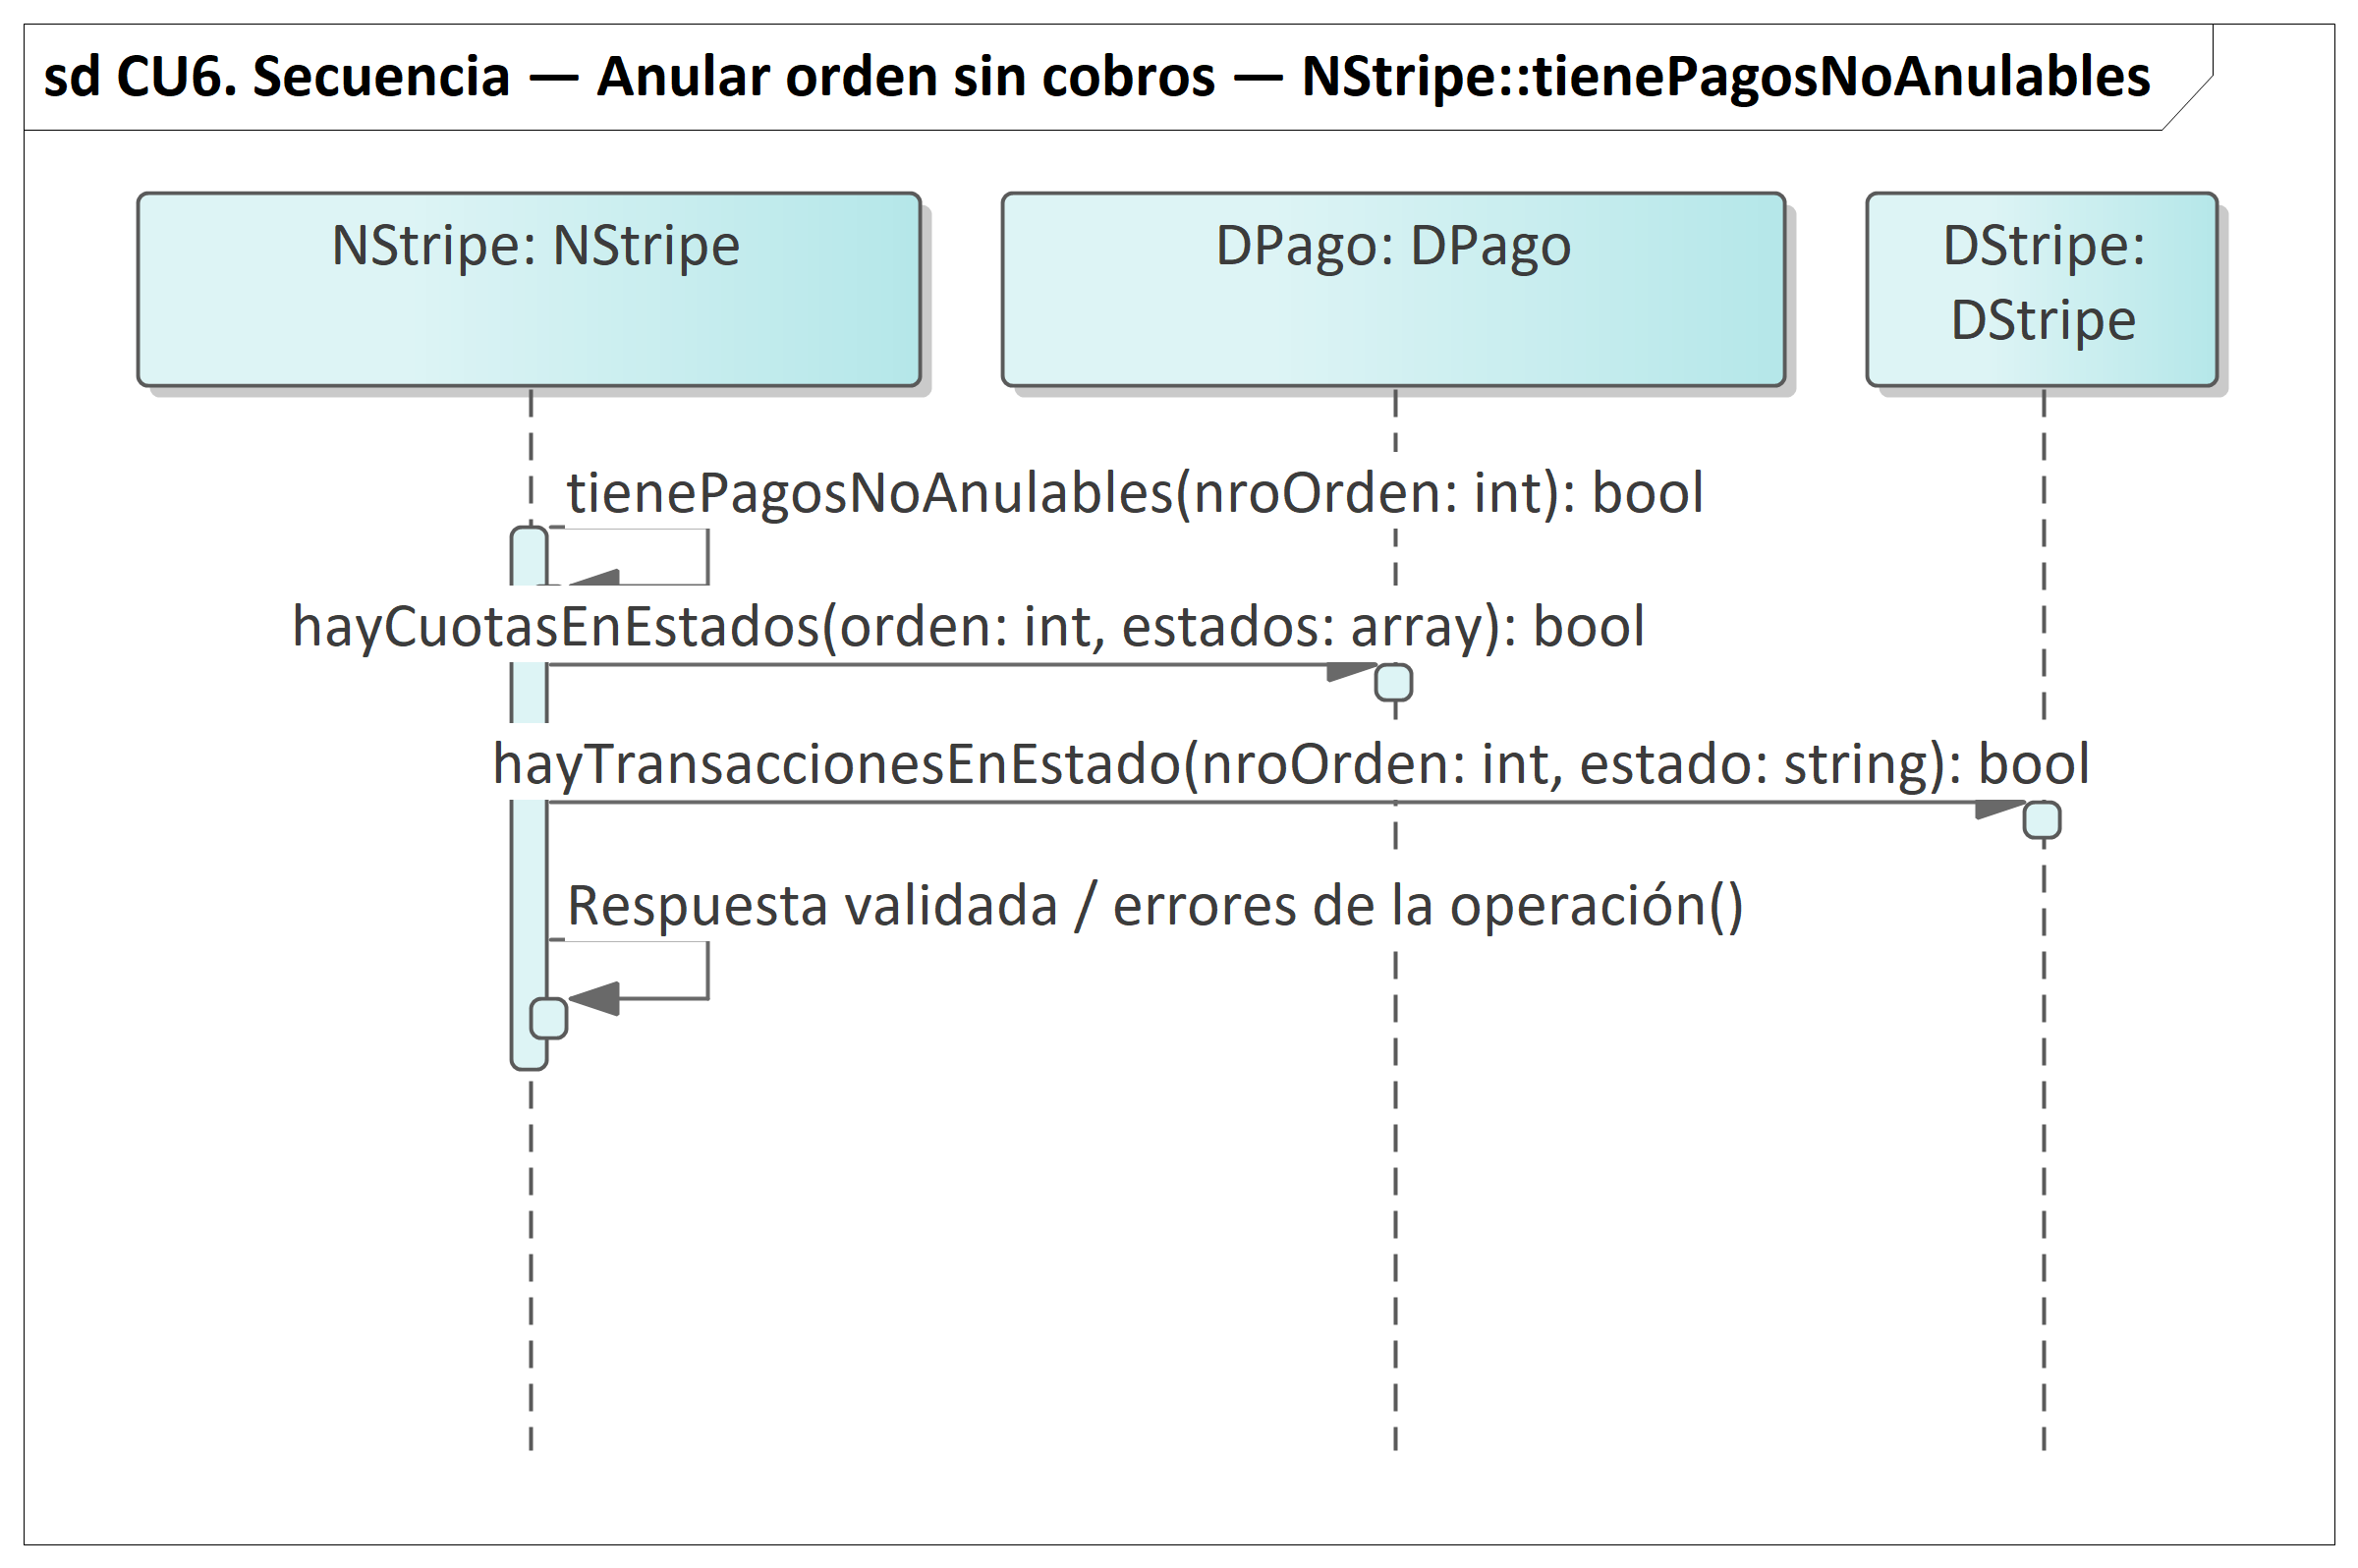 sd CU6. Secuencia — Anular orden sin cobros — NStripe::tienePagosNoAnulables
NStripe: NStripe
DPago: DPago
DStripe:
DStripe
tienePagosNoAnulables(nroOrden: int): bool
hayCuotasEnEstados(orden: int, estados: array): bool
hayTransaccionesEnEstado(nroOrden: int, estado: string): bool
Respuesta validada / errores de la operación()